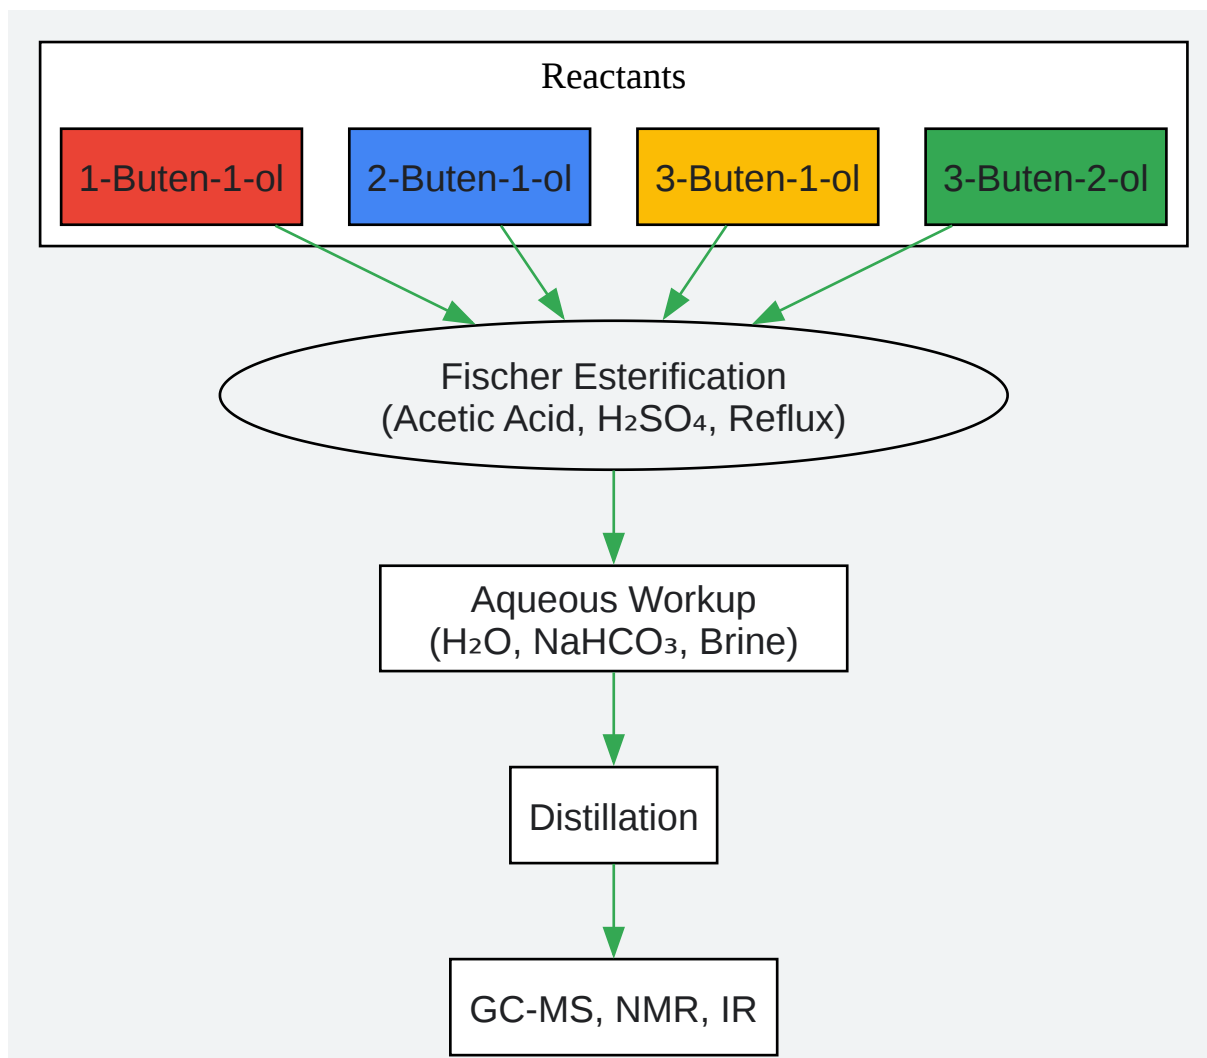 Reactants
1-Buten-1-ol
2-Buten-1-ol
3-Buten-1-ol
3-Buten-2-ol
Fischer Esterification
(Acetic Acid, H₂SO₄, Reflux)
Aqueous Workup
(H₂O, NaHCO₃, Brine)
Distillation
GC-MS, NMR, IR